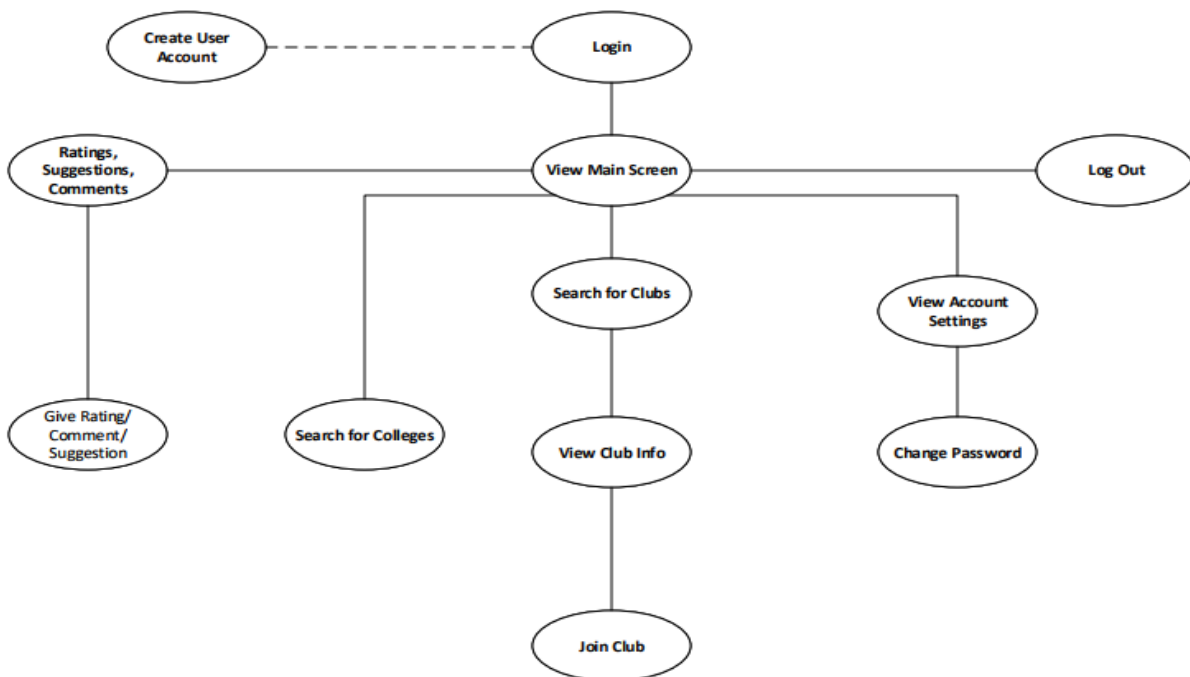 Create User
Account
Login
Ratings,
Suggestions,
Comments
View Main Screen
Log Out
Search for Clubs
View Account
Settings
Give Rating/
Comment/
Suggestion
Search for Colleges
View Club Info
Change Password
Join Club